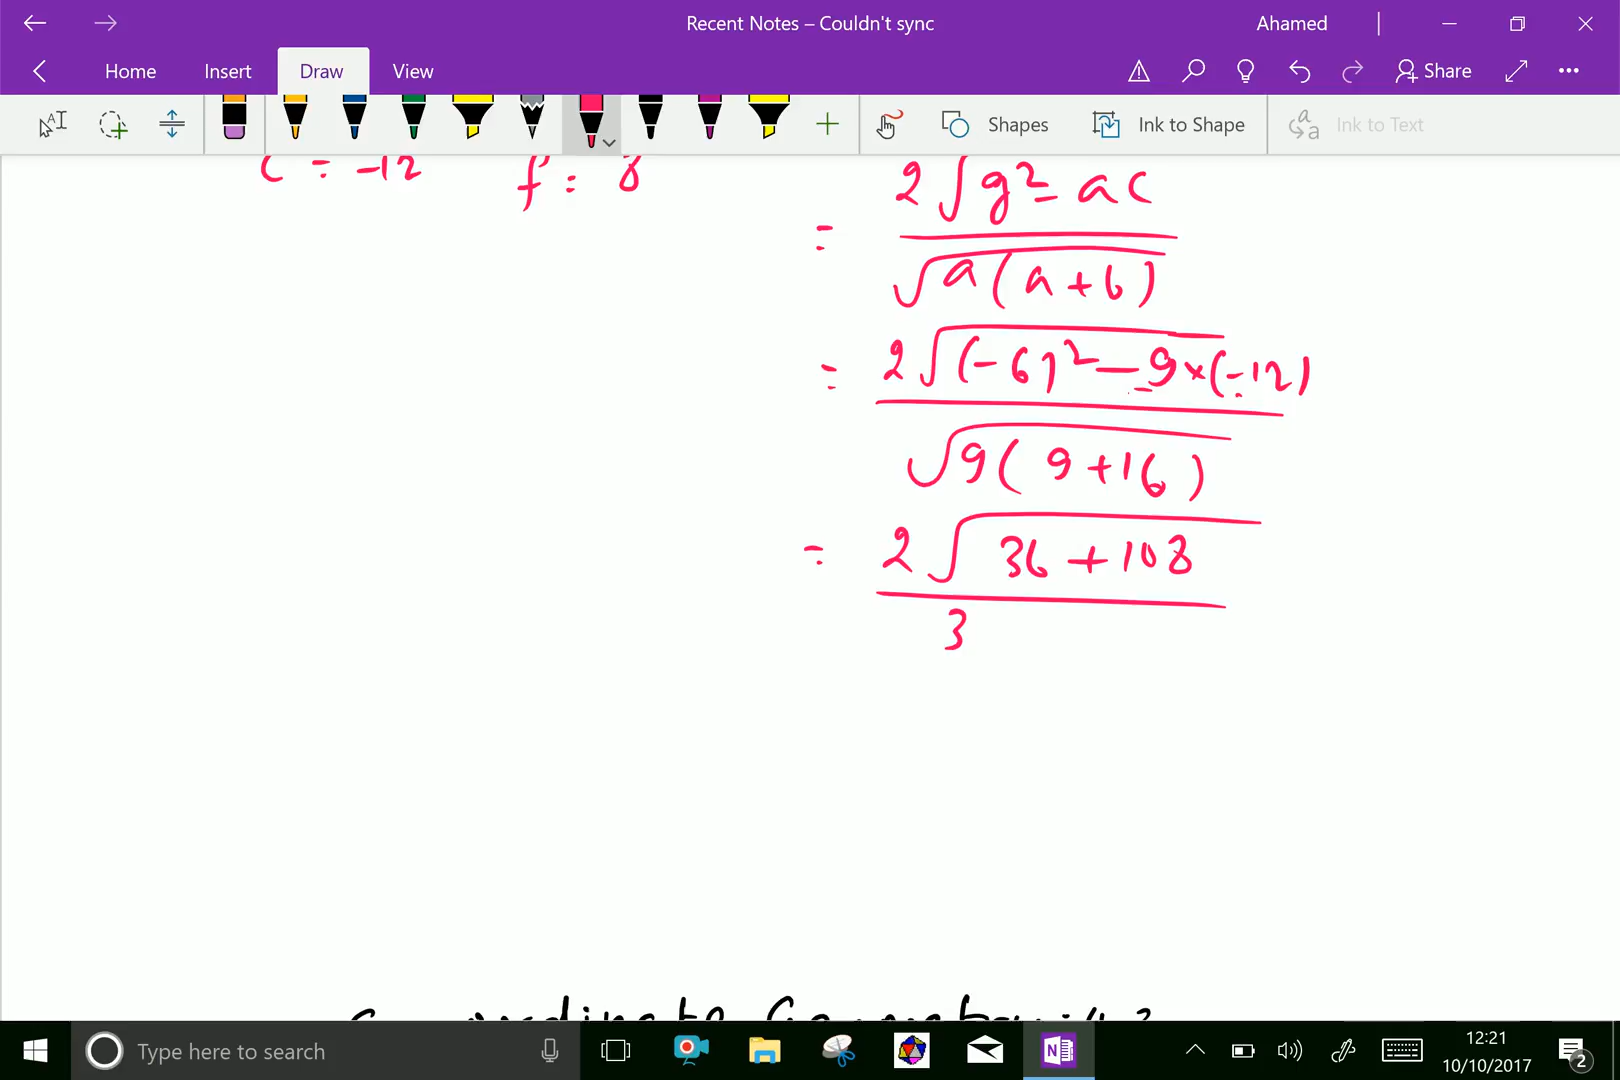 Recent Notes – Couldn't sync
Ahamed
Home Insert Draw View
Share
Shapes Ink to Shape Ink to Text
c = -12 f = 8
2√g² - ac
=
√a(a+b)
= 2√(-6)² - 9×(-12)
√9(9+16)
= 2√36+108
3
Type here to search
12:21
10/10/2017
2